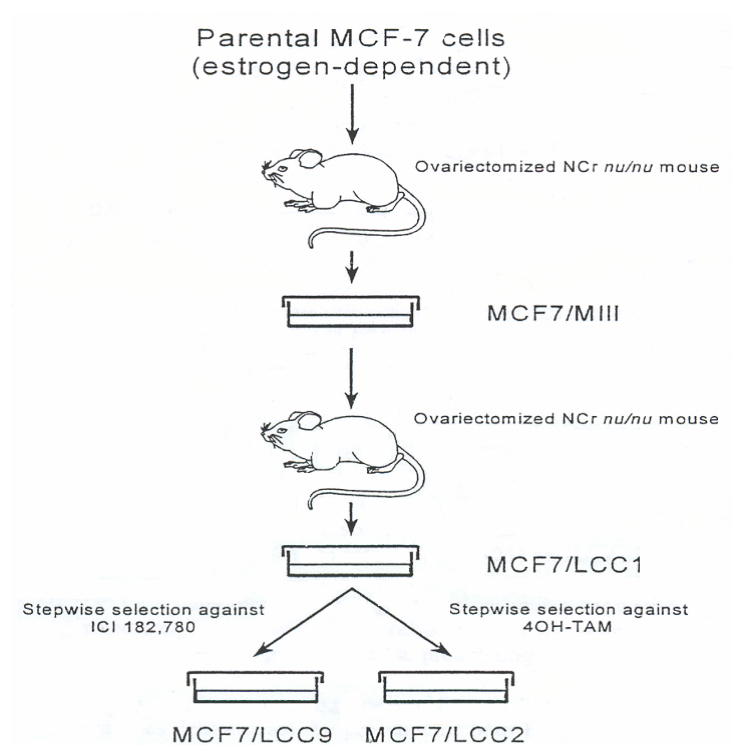 Parental MCF-7 cells
(estrogen-dependent)
Ovariectomized NCr nu/nu mouse
MCF7/MIII
Ovariectomized NCr nu/nu mouse
MCF7/LCC1
Stepwise selection against
ICI 182,780
Stepwise selection against
4OH-TAM
MCF7/LCC9
MCF7/LCC2